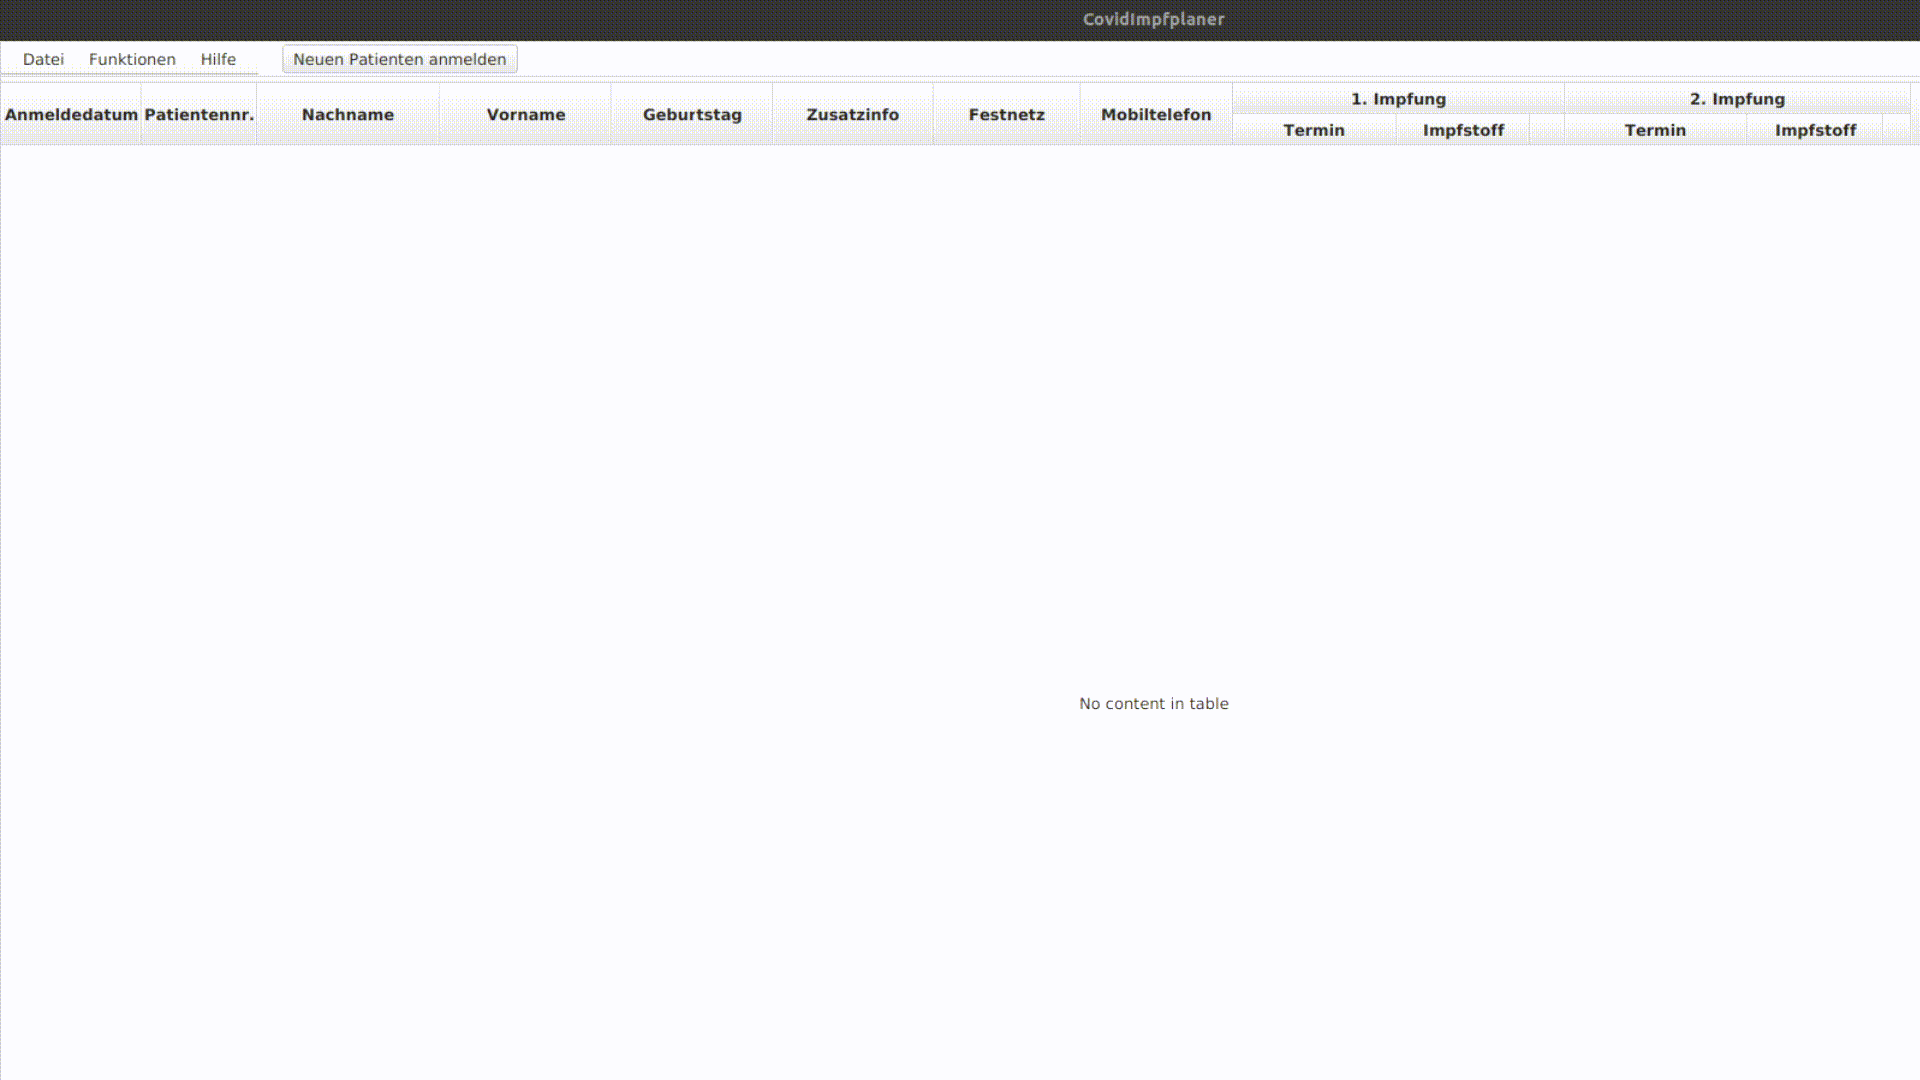 CovidImpfplaner
Datei Funktionen Hilfe Neuen Patienten anmelden
Anmeldedatum Patientennr. Nachname Vorname Geburtstag Zusatzinfo Festnetz Mobiltelefon 1. Impfung 2. Impfung
Termin Impfstoff Termin Impfstoff
No content in table